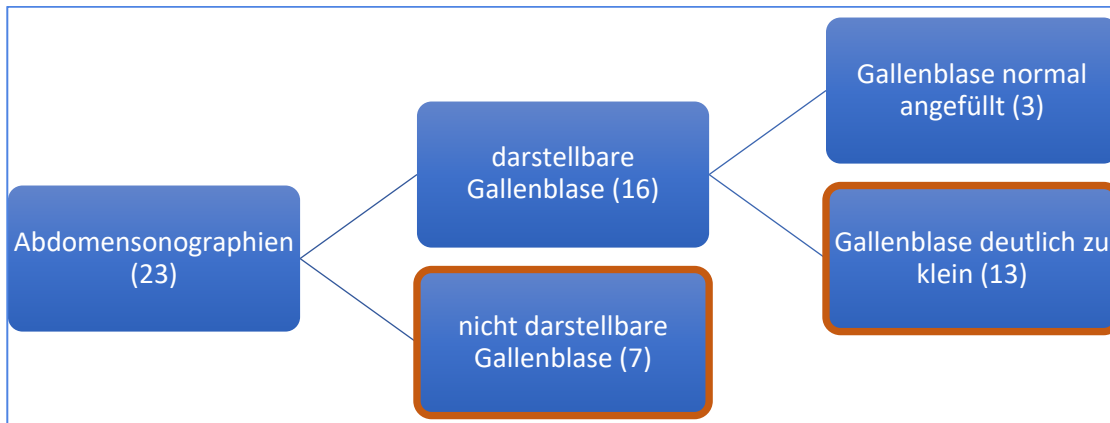 Abdomensonographien
(23)
darstellbare
Gallenblase (16)
nicht darstellbare
Gallenblase (7)
Gallenblase normal
angefüllt (3)
Gallenblase deutlich zu
klein (13)